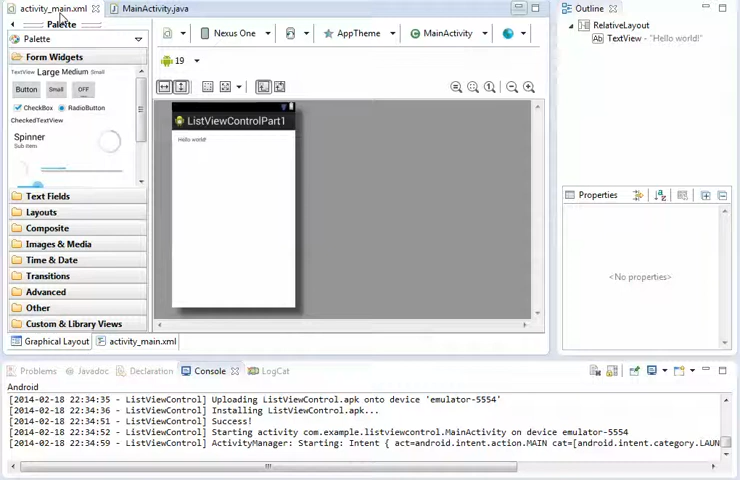 activity_main.xml
MainActivity.java
Outline
Palette
Nexus One
AppTheme
MainActivity
RelativeLayout
Palette
TextView - "Hello world!"
Form Widgets
19
TextView Large Medium Small
Button
Small
OFF
CheckBox
RadioButton
CheckedTextView
Spinner
Sub Item
ListViewControlPart1
Hello world!
Text Fields
Properties
Layouts
Composite
Images & Media
Time & Date
Transitions
<No properties>
Advanced
Other
Custom & Library Views
Graphical Layout
activity_main.xml
Problems
Javadoc
Declaration
Console
LogCat
Android
[2014-02-18 22:34:35 - ListViewControl] Uploading ListViewControl.apk onto device 'emulator-5554'
[2014-02-18 22:34:36 - ListViewControl] Installing ListViewControl.apk...
[2014-02-18 22:34:51 - ListViewControl] Success!
[2014-02-18 22:34:52 - ListViewControl] Starting activity com.example.listviewcontrol.MainActivity on device emulator-5554
[2014-02-18 22:34:59 - ListViewControl] ActivityManager: Starting: Intent { act=android.intent.action.MAIN cat=[android.intent.category.LAUN